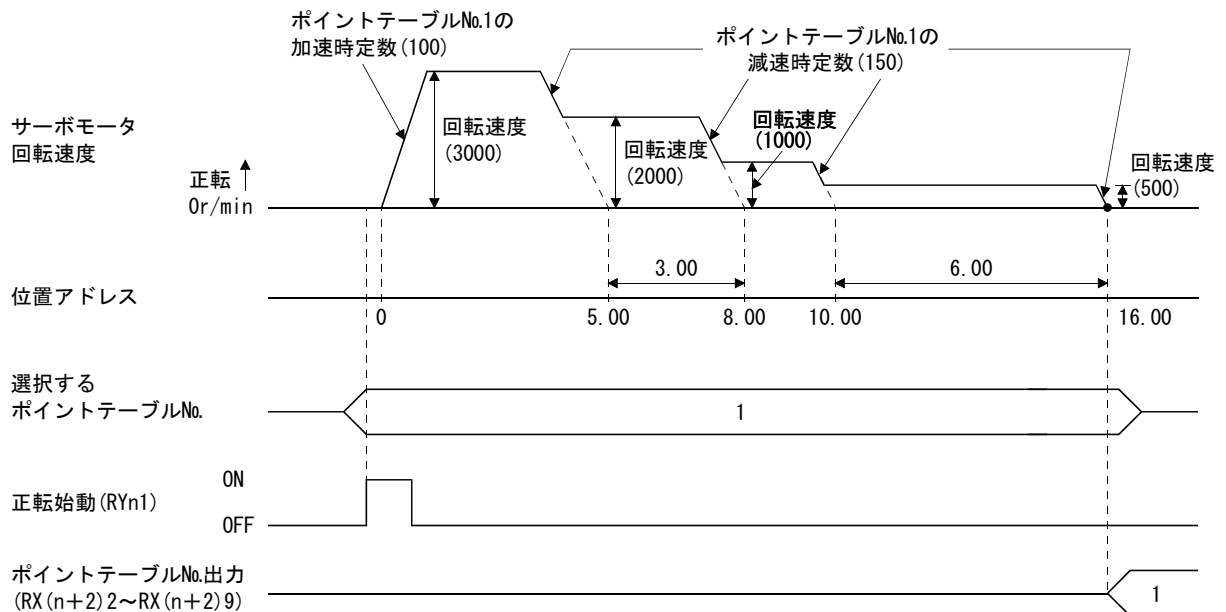 ポイントテーブル№1の
加速時定数(100)
ポイントテーブル№1の
減速時定数(150)
サーボモータ
回転速度
正転
0r/min
回転速度
(3000)
回転速度
(2000)
回転速度
(1000)
回転速度
(500)
3.00
6.00
位置アドレス
0
5.00
8.00
10.00
16.00
選択する
ポイントテーブル№
1
正転始動(RYn1)
ON
OFF
ポイントテーブル№出力
(RX(n+2)2～RX(n+2)9)
1